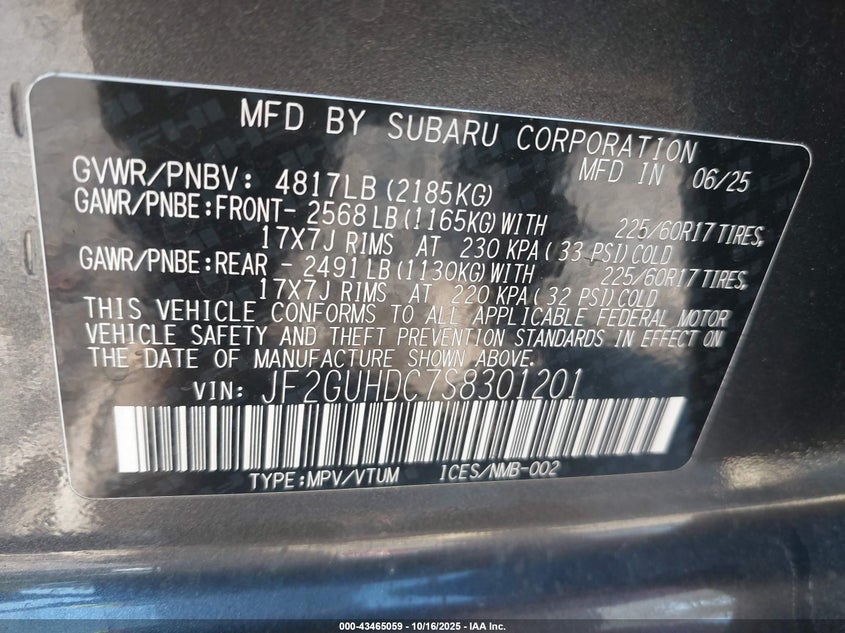 MFD BY SUBARU CORPORATION
MFD IN 06/25
GVWR/PNBV: 4817LB (2185KG)
GAWR/PNBE:FRONT- 2568 LB (1165KG) WITH 225/60R17 TIRES,
17X7J RIMS AT 230 KPA ( 33 PSI) COLD
GAWR/PNBE:REAR - 2491 LB (1130KG) WITH 225/60R17 TIRES,
17X7J RIMS AT 220 KPA ( 32 PSI) COLD
THIS VEHICLE CONFORMS TO ALL APPLICABLE FEDERAL MOTOR
VEHICLE SAFETY AND THEFT PREVENTION STANDARDS IN EFFECT ON
THE DATE OF MANUFACTURE SHOWN ABOVE.
VIN: JF2GUHDC7S8301201
TYPE:MPV/VTUM ICES/NMB-002
000-43465059 - 10/16/2025 - IAA Inc.